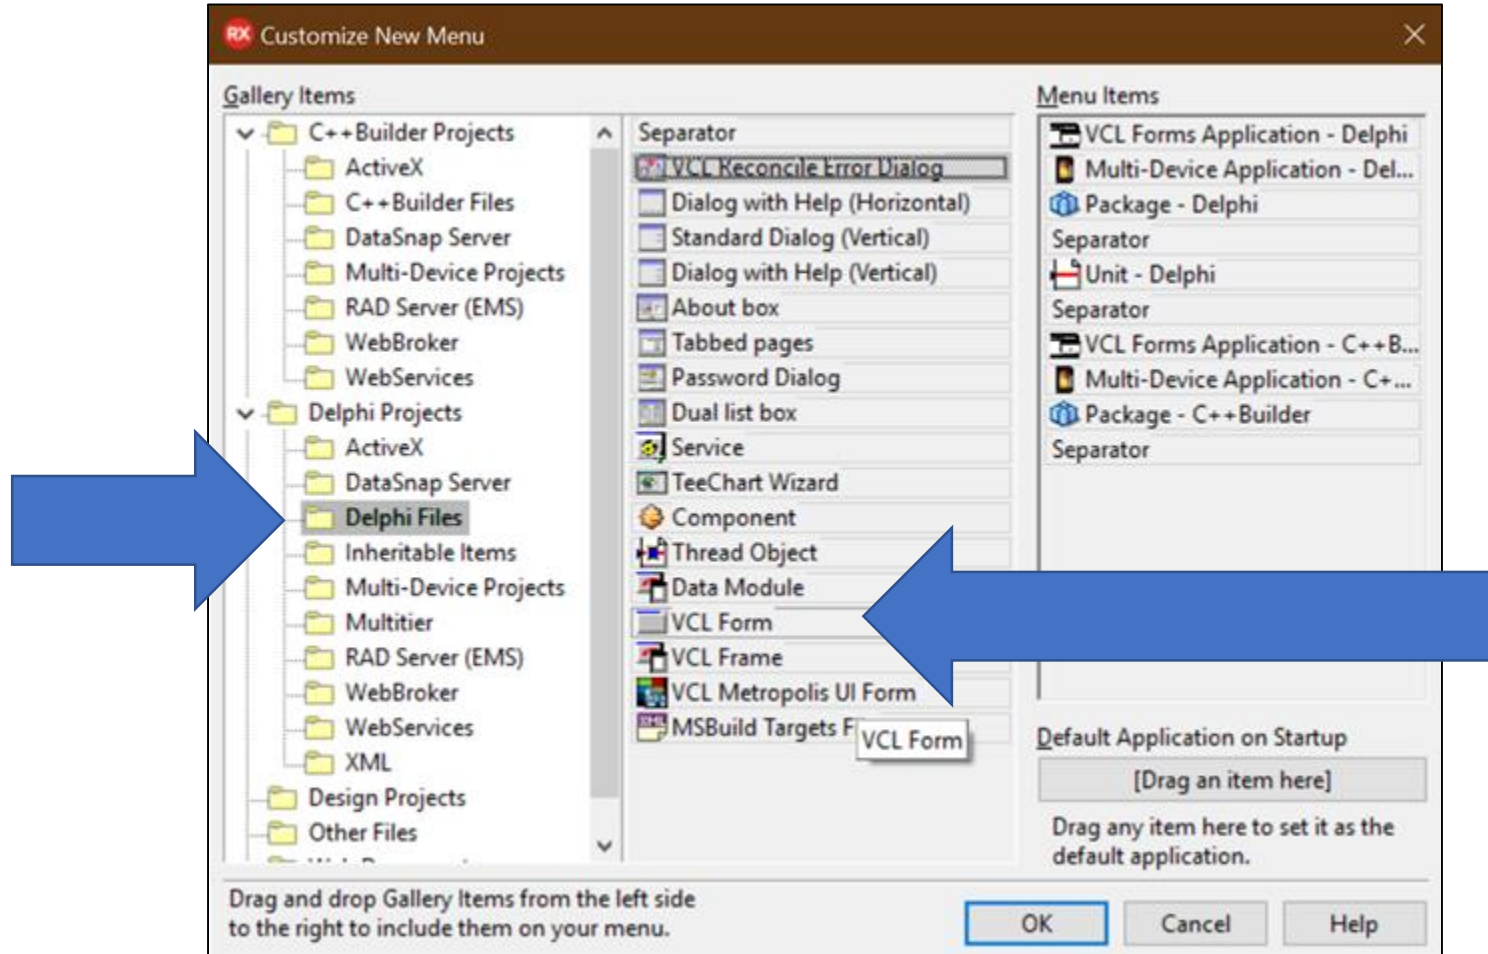 RX Customize New Menu
Gallery Items
C++Builder Projects
ActiveX
C++Builder Files
DataSnap Server
Multi-Device Projects
RAD Server (EMS)
WebBroker
WebServices
Delphi Projects
ActiveX
DataSnap Server
Delphi Files
Inheritable Items
Multi-Device Projects
Multitier
RAD Server (EMS)
WebBroker
WebServices
XML
Design Projects
Other Files
Separator
VCL Reconcile Error Dialog
Dialog with Help (Horizontal)
Standard Dialog (Vertical)
Dialog with Help (Vertical)
About box
Tabbed pages
Password Dialog
Dual list box
Service
TeeChart Wizard
Component
Thread Object
Data Module
VCL Form
VCL Frame
VCL Metropolis UI Form
MSBuild Targets
VCL Form
Menu Items
VCL Forms Application - Delphi
Multi-Device Application - Del...
Package - Delphi
Separator
Unit - Delphi
Separator
VCL Forms Application - C++B...
Multi-Device Application - C+...
Package - C++Builder
Separator
Default Application on Startup
[Drag an item here]
Drag any item here to set it as the
default application.
Drag and drop Gallery Items from the left side
to the right to include them on your menu.
OK
Cancel
Help